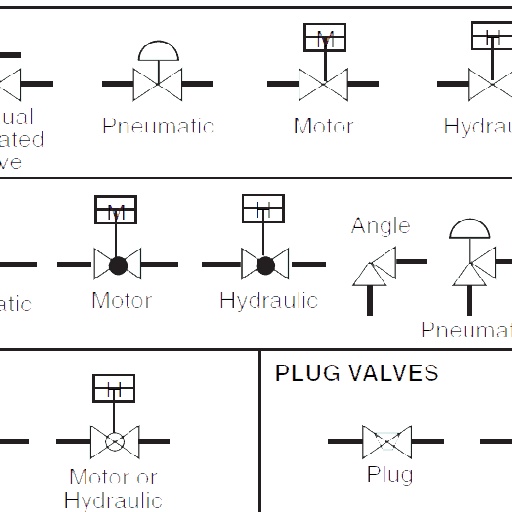 M
H
ual
ated
ve
Pneumatic
Motor
Hydrau
M
H
Angle
atic
Motor
Hydraulic
Pneumat
PLUG VALVES
H
Plug
Motor or
Hydraulic